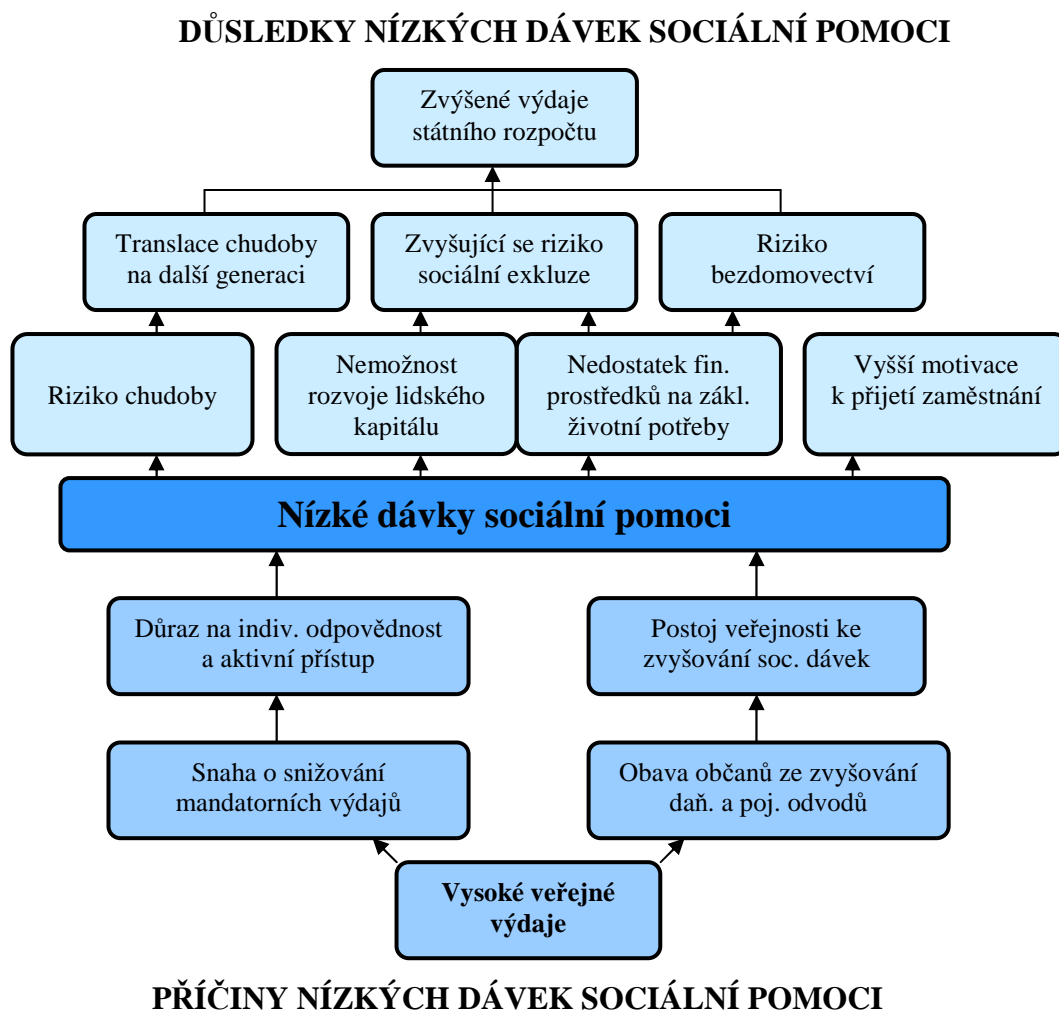 DŮSLEDKY NÍZKÝCH DÁVEK SOCIÁLNÍ POMOCI
Zvýšené výdaje
státního rozpočtu
Translace chudoby
na další generaci
Zvyšující se riziko
sociální exkluze
Riziko
bezdomovectví
Riziko chudoby
Nemožnost
rozvoje lidského
kapitálu
Nedostatek fin.
prostředků na zákl.
životní potřeby
Vyšší motivace
k přijetí zaměstnání
Nízké dávky sociální pomoci
Důraz na indiv. odpovědnost
a aktivní přístup
Postoj veřejnosti ke
zvyšování soc. dávek
Snaha o snižování
mandatorních výdajů
Obava občanů ze zvyšování
daň. a poj. odvodů
Vysoké veřejné
výdaje
PŘÍČINY NÍZKÝCH DÁVEK SOCIÁLNÍ POMOCI